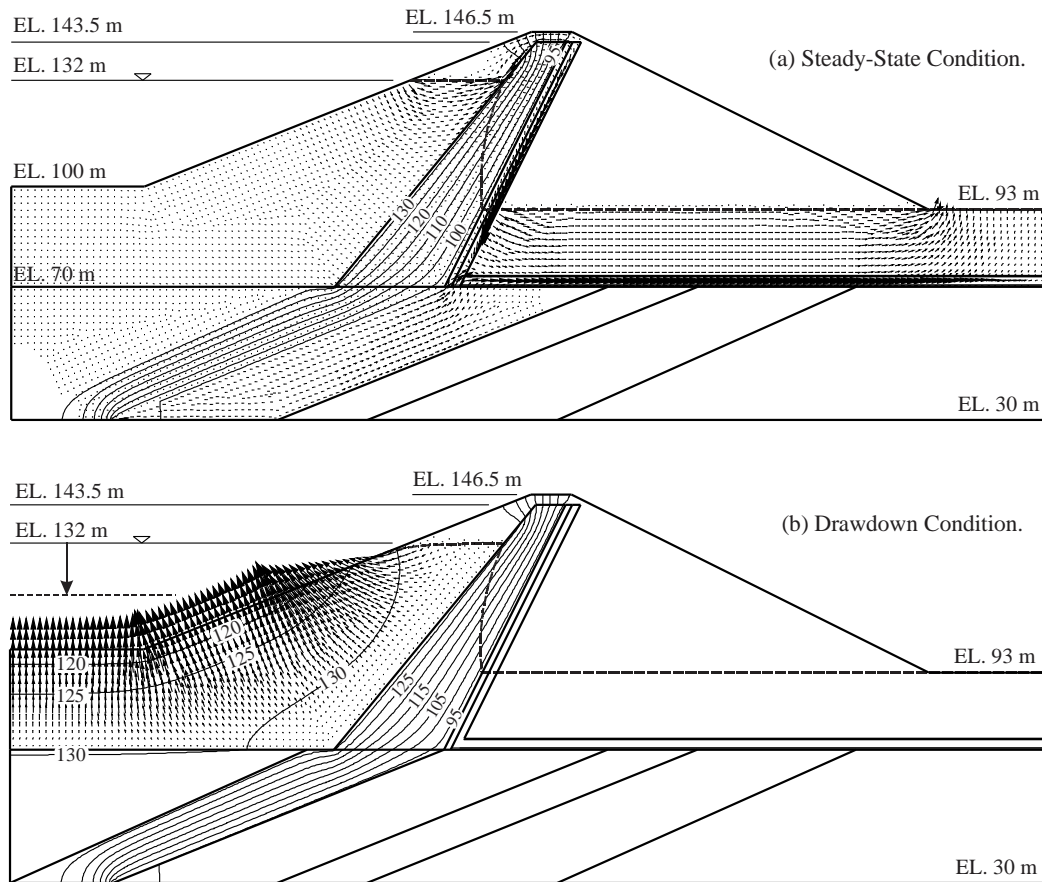 EL. 146.5 m
EL. 143.5 m
(a) Steady-State Condition.
95
EL. 132 m
EL. 100 m
EL. 93 m
130
120
110
100
EL. 70 m
EL. 30 m
EL. 146.5 m
EL. 143.5 m
(b) Drawdown Condition.
EL. 132 m
120
125
130
120
125
130
125
115
105
95
EL. 93 m
EL. 30 m